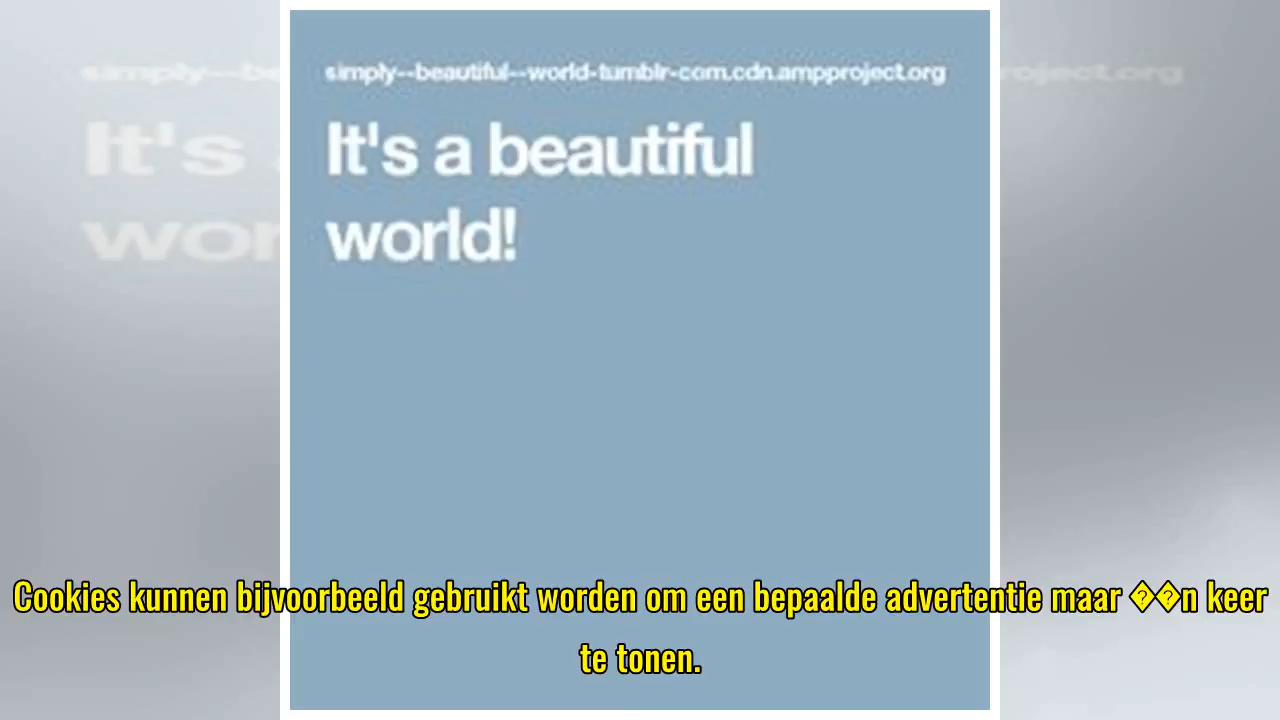 simply--beautiful--world-tumblr-com.cdn.ampproject.org
It's a beautiful
world!
Cookies kunnen bijvoorbeeld gebruikt worden om een bepaalde advertentie maar ��n keer
te tonen.